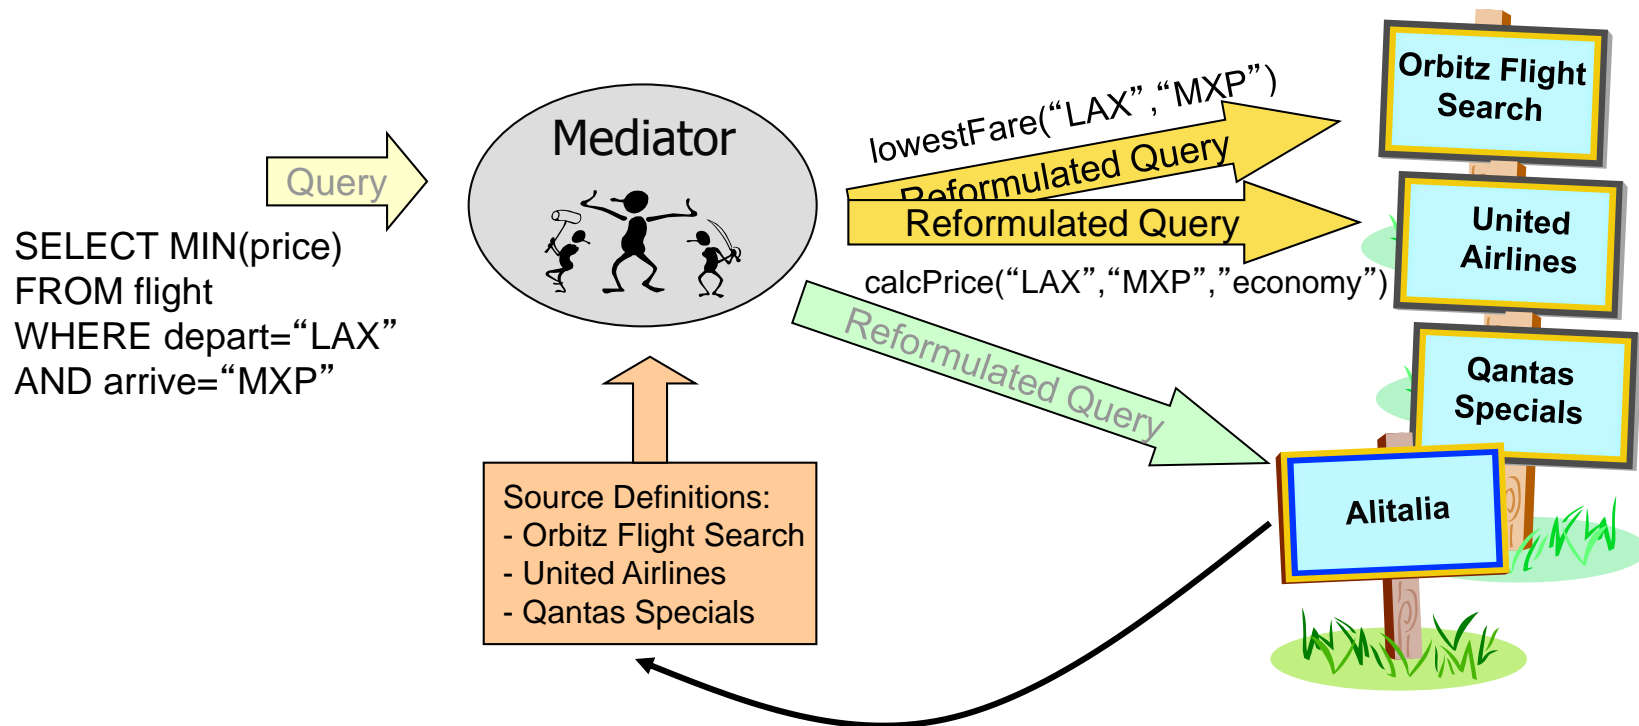 Query
SELECT MIN(price)
FROM flight
WHERE depart=“LAX”
AND arrive=“MXP”
Mediator
Source Definitions:
- Orbitz Flight Search
- United Airlines
- Qantas Specials
lowestFare(“LAX”,“MXP”)
Reformulated Query
Reformulated Query
calcPrice(“LAX”,“MXP”,”economy”)
Reformulated Query
Orbitz Flight
Search
United
Airlines
Qantas
Specials
Alitalia